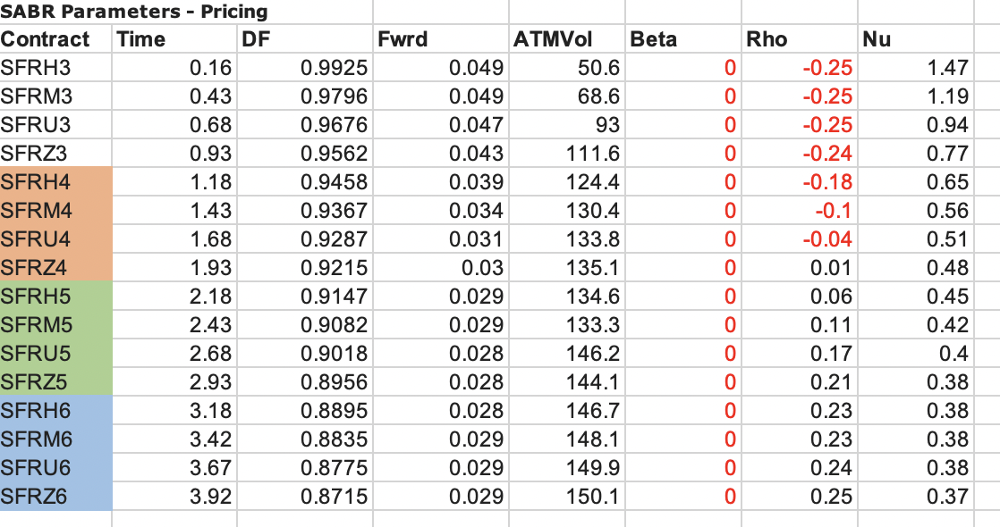 SABR Parameters - Pricing
Contract Time DF Fwrd ATMVol Beta Rho Nu
SFRH3 0.16 0.9925 0.049 50.6 0 -0.25 1.47
SFRM3 0.43 0.9796 0.049 68.6 0 -0.25 1.19
SFRU3 0.68 0.9676 0.047 93 0 -0.25 0.94
SFRZ3 0.93 0.9562 0.043 111.6 0 -0.24 0.77
SFRH4 1.18 0.9458 0.039 124.4 0 -0.18 0.65
SFRM4 1.43 0.9367 0.034 130.4 0 -0.1 0.56
SFRU4 1.68 0.9287 0.031 133.8 0 -0.04 0.51
SFRZ4 1.93 0.9215 0.03 135.1 0 0.01 0.48
SFRH5 2.18 0.9147 0.029 134.6 0 0.06 0.45
SFRM5 2.43 0.9082 0.029 133.3 0 0.11 0.42
SFRU5 2.68 0.9018 0.028 146.2 0 0.17 0.4
SFRZ5 2.93 0.8956 0.028 144.1 0 0.21 0.38
SFRH6 3.18 0.8895 0.028 146.7 0 0.23 0.38
SFRM6 3.42 0.8835 0.029 148.1 0 0.23 0.38
SFRU6 3.67 0.8775 0.029 149.9 0 0.24 0.38
SFRZ6 3.92 0.8715 0.029 150.1 0 0.25 0.37